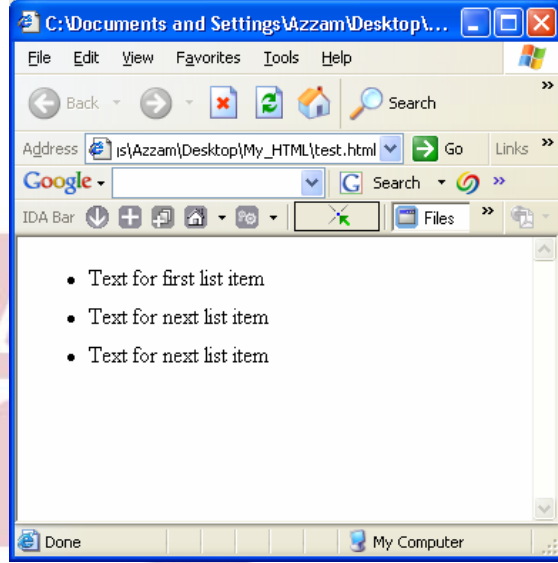 C:\Documents and Settings\Azzam\Desktop\...
File Edit View Favorites Tools Help
Back Search »
Address is\Azzam\Desktop\My_HTML\test.html Go Links »
Google G Search »
IDA Bar Files »
• Text for first list item
• Text for next list item
• Text for next list item
Done My Computer